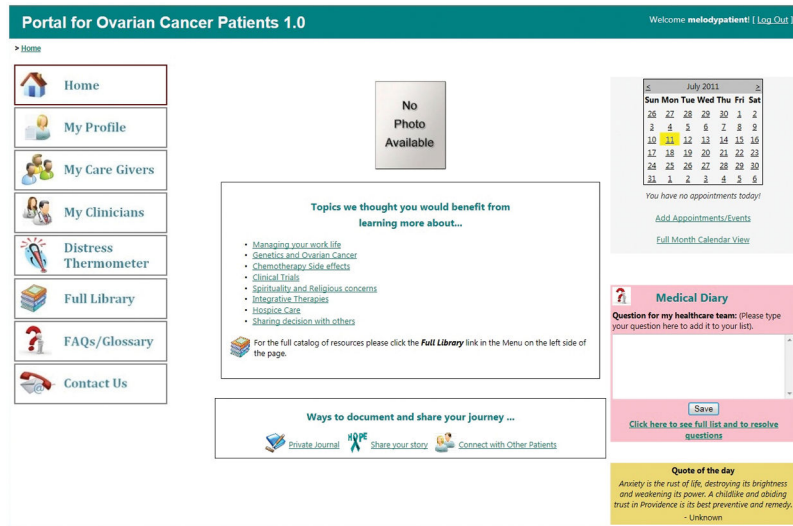 Portal for Ovarian Cancer Patients 1.0
Welcome melodypatient! [ Log Out ]
> Home
Home
My Profile
My Care Givers
My Clinicians
Distress
Thermometer
Full Library
FAQs/Glossary
Contact Us
No
Photo
Available
Topics we thought you would benefit from
learning more about...
• Managing your work life
• Genetics and Ovarian Cancer
• Chemotherapy Side effects
• Clinical Trials
• Spirituality and Religious concerns
• Integrative Therapies
• Hospice Care
• Sharing decision with others
For the full catalog of resources please click the Full Library link in the Menu on the left side of
the page.
Ways to document and share your journey ...
Private Journal
HOPE
Share your story
Connect with Other Patients
< July 2011 >
Sun Mon Tue Wed Thu Fri Sat
26 27 28 29 30 1 2
3 4 5 6 7 8 9
10 11 12 13 14 15 16
17 18 19 20 21 22 23
24 25 26 27 28 29 30
31 1 2 3 4 5 6
You have no appointments today!
Add Appointments/Events
Full Month Calendar View
Medical Diary
Question for my healthcare team: (Please type
your question here to add it to your list).
Save
Click here to see full list and to resolve
questions
Quote of the day
Anxiety is the rust of life, destroying its brightness
and weakening its power. A childlike and abiding
trust in Providence is its best preventive and remedy.
- Unknown